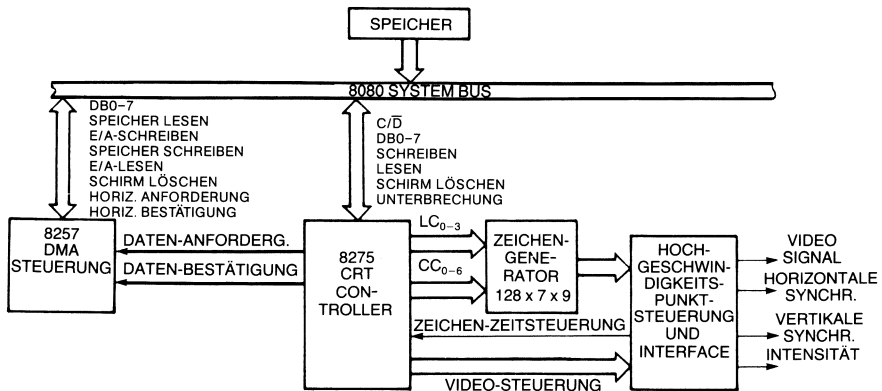 SPEICHER
8080 SYSTEM BUS
DB0-7
SPEICHER LESEN
E/A-SCHREIBEN
SPEICHER SCHREIBEN
E/A-LESEN
SCHIRM LÖSCHEN
HORIZ. ANFORDERUNG
HORIZ. BESTÄTIGUNG
C/D̅
DB0-7
SCHREIBEN
LESEN
SCHIRM LÖSCHEN
UNTERBRECHUNG
8257
DMA
STEUERUNG
DATEN-ANFORDERG.
DATEN-BESTÄTIGUNG
8275
CRT
CON-
TROLLER
LC₀₋₃
CC₀₋₆
ZEICHEN-
GENE-
RATOR
128 x 7 x 9
ZEICHEN-ZEITSTEUERUNG
VIDEO-STEUERUNG
HOCH-
GESCHWIN-
DIGKEITS-
PUNKT-
STEUERUNG
UND
INTERFACE
VIDEO
SIGNAL
HORIZONTALE
SYNCHR.
VERTIKALE
SYNCHR.
INTENSITÄT